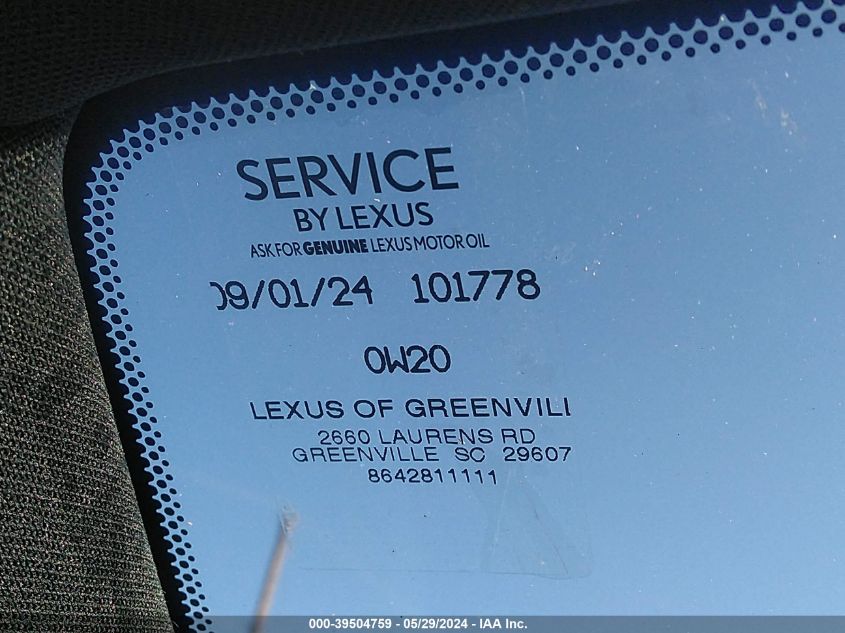 SERVICE
BY LEXUS
ASK FOR GENUINE LEXUS MOTOR OIL
09/01/24 101778
0W20
LEXUS OF GREENVILI
2660 LAURENS RD
GREENVILLE SC 29607
8642811111
000-39504759 - 05/29/2024 - IAA Inc.